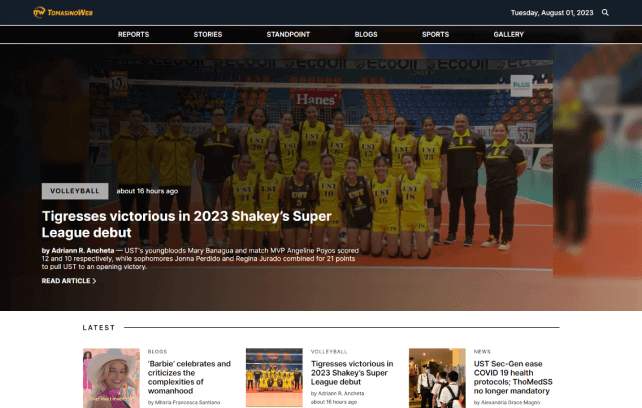 TOMASINOWEB
Tuesday, August 01, 2023
REPORTS STORIES STANDPOINT BLOGS SPORTS GALLERY
Hanes
PLUS
VOLLEYBALL about 16 hours ago
Tigresses victorious in 2023 Shakey's Super
League debut
by Adriann R. Ancheta — UST's youngbloods Mary Banagua and match MVP Angeline Poyos scored
12 and 10 respectively, while sophomores Jonna Perdido and Regina Jurado combined for 21 points
to pull UST to an opening victory.
READ ARTICLE >
LATEST
BLOGS
'Barbie' celebrates and
criticizes the
complexities of
womanhood
by Mharla Francesca Santiano
VOLLEYBALL
Tigresses victorious in
2023 Shakey's Super
League debut
by Adriann R. Ancheta
about 16 hours ago
NEWS
UST Sec-Gen ease
COVID 19 health
protocols; ThoMedSS
no longer mandatory
by Alexandria Grace Magno